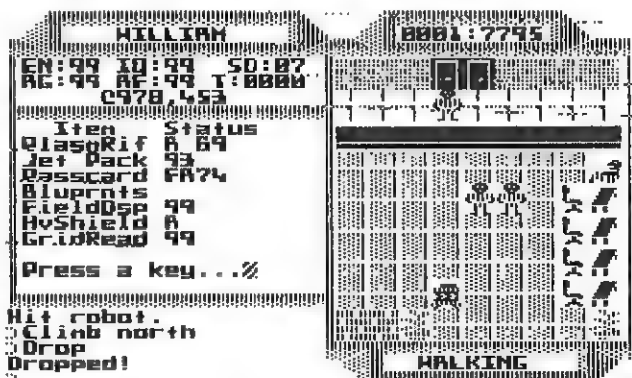 WILLIAM
EN:99 IQ:99 SD:07
AG:99 AF:99 T:0000
C978,453
Item Status
PlasmRif A 69
Jet Pack 93
Passcard FA74
Bluprnts
FieldDsp 99
HvShield A
GridRead 99
Press a key...
Hit robot.
Climb north
Drop
Dropped!
0001:7795
WALKING